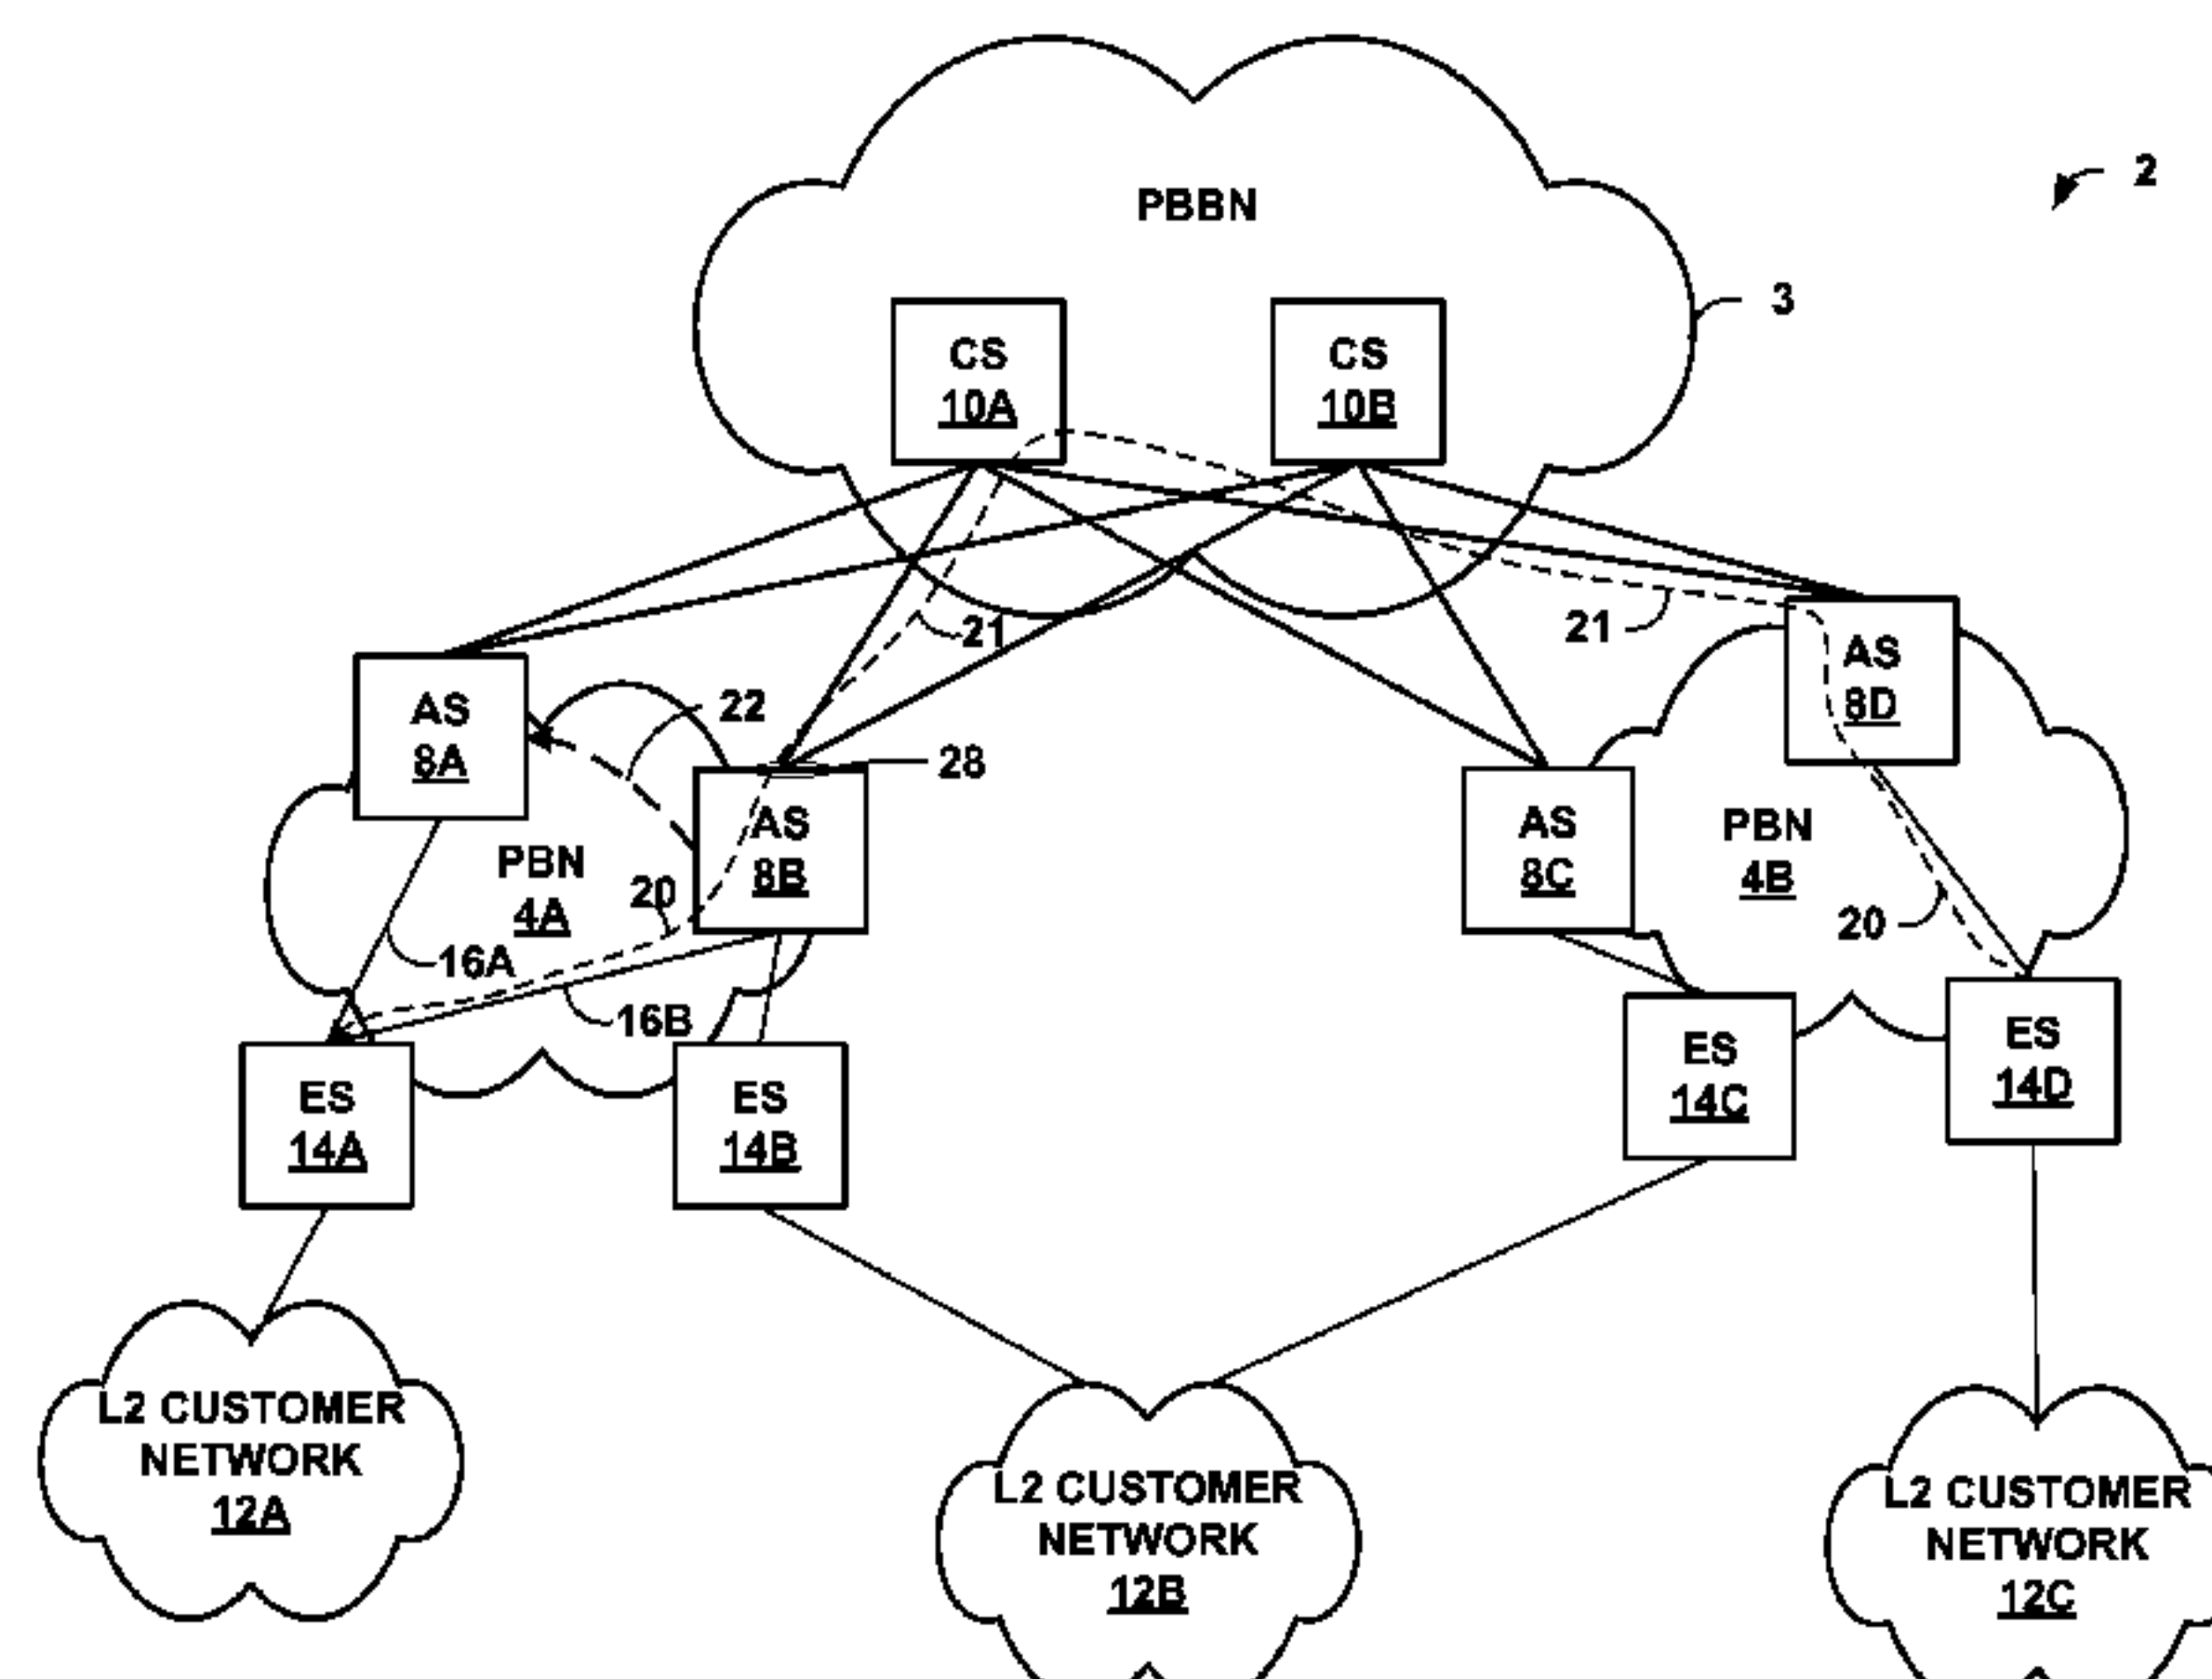 PBBN
2
3
CS
10A
CS
10B
21
21
22
28
AS
8A
AS
8B
AS
8C
AS
8D
PBN
4A
PBN
4B
20
20
16A
16B
ES
14A
ES
14B
ES
14C
ES
14D
L2 CUSTOMER
NETWORK
12A
L2 CUSTOMER
NETWORK
12B
L2 CUSTOMER
NETWORK
12C